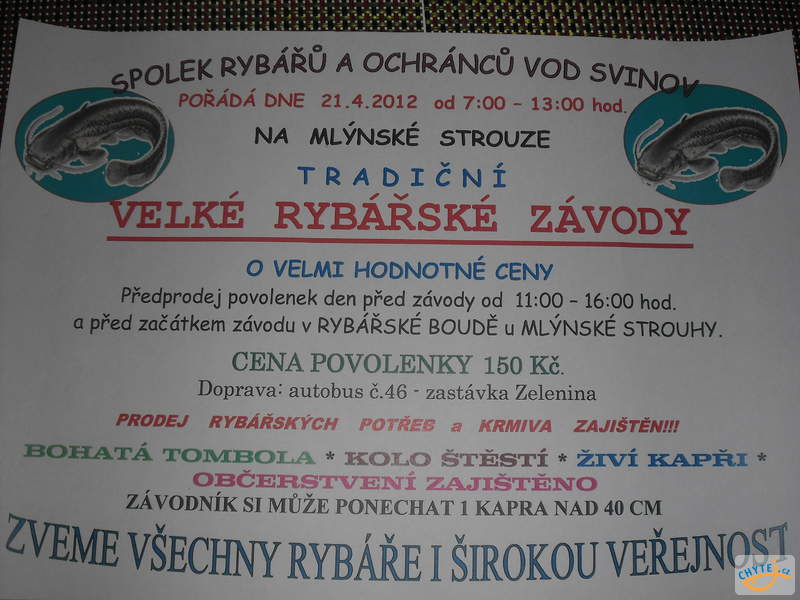 SPOLEK RYBÁŘŮ A OCHRÁNCŮ VOD SVINOV
POŘÁDÁ DNE 21.4.2012 od 7:00 – 13:00 hod.
NA MLÝNSKÉ STROUZE
TRADIČNÍ
VELKÉ RYBÁŘSKÉ ZÁVODY
O VELMI HODNOTNÉ CENY
Předprodej povolenek den před závody od 11:00 – 16:00 hod.
a před začátkem závodu v RYBÁŘSKÉ BOUDĚ u MLÝNSKÉ STROUHY.
CENA POVOLENKY 150 Kč.
Doprava: autobus č.46 - zastávka Zelenina
PRODEJ RYBÁŘSKÝCH POTŘEB a KRMIVA ZAJIŠTĚN!!!
BOHATÁ TOMBOLA * KOLO ŠTĚSTÍ * ŽIVÍ KAPŘI *
OBČERSTVENÍ ZAJIŠTĚNO
ZÁVODNÍK SI MŮŽE PONECHAT 1 KAPRA NAD 40 CM
ZVEME VŠECHNY RYBÁŘE I ŠIROKOU VEŘEJNOST
CHYTEJ.cz